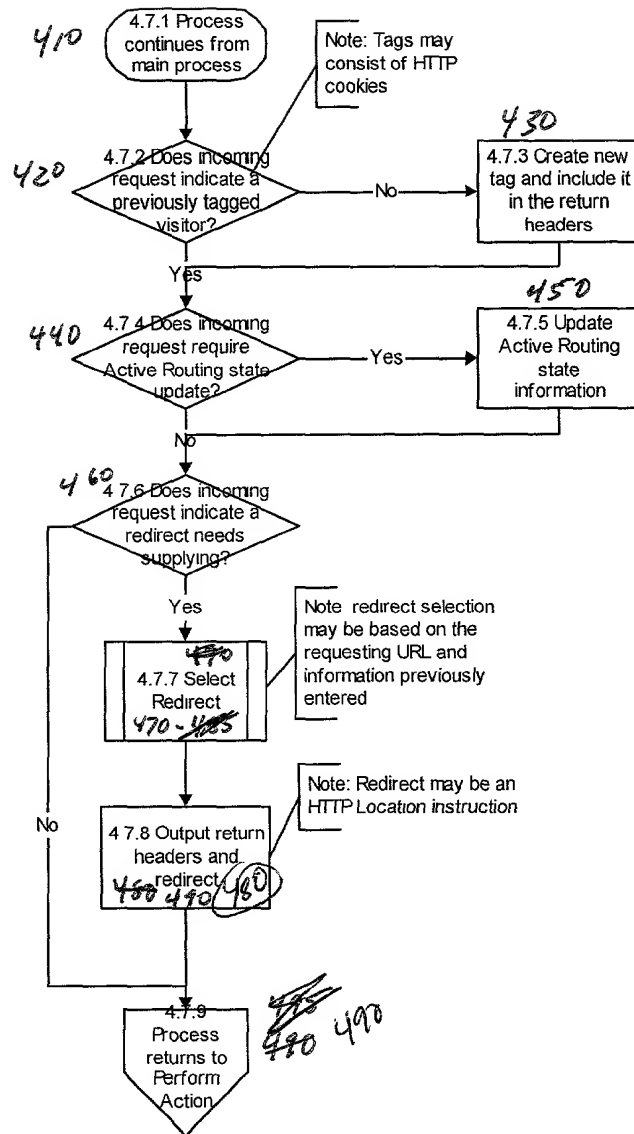 410
4.7.1 Process
continues from
main process
Note: Tags may
consist of HTTP
cookies
420
4.7.2 Does incoming
request indicate a
previously tagged
visitor?
No
430
4.7.3 Create new
tag and include it
in the return
headers
Yes
440
4.7 4 Does incoming
request require
Active Routing state
update?
Yes
450
4.7.5 Update
Active Routing
state
information
No
460
4 7.6 Does incoming
request indicate a
redirect needs
supplying?
Yes
Note redirect selection
may be based on the
requesting URL and
information previously
entered
4.7.7 Select
Redirect
470 - 485
No
Note: Redirect may be an
HTTP Location instruction
4 7.8 Output return
headers and
redirect
480 490 480
4.7.9
Process
returns to
Perform
Action
490 490